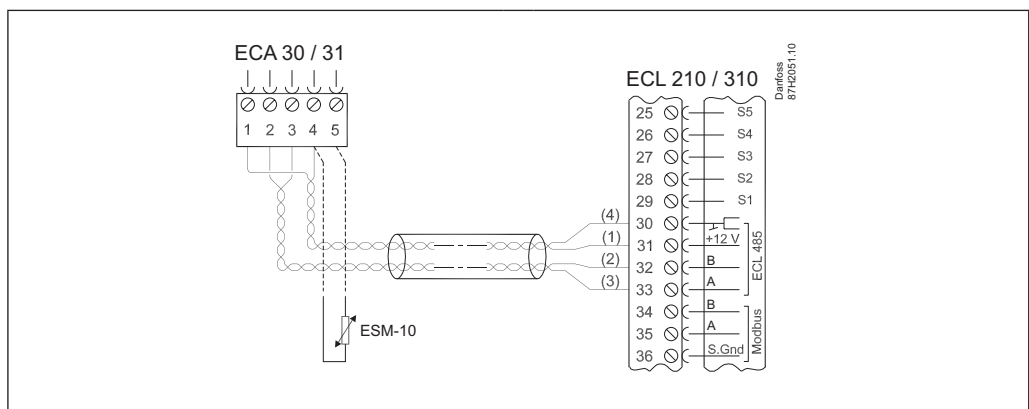 ECA 30 / 31
1 2 3 4 5
ESM-10
ECL 210 / 310
Danfoss
87H2051.10
25 S5
26 S4
27 S3
28 S2
29 S1
(4) 30
(1) 31 +12 V
(2) 32 B
(3) 33 A
ECL 485
34 B
35 A
36 S.Gnd
Modbus